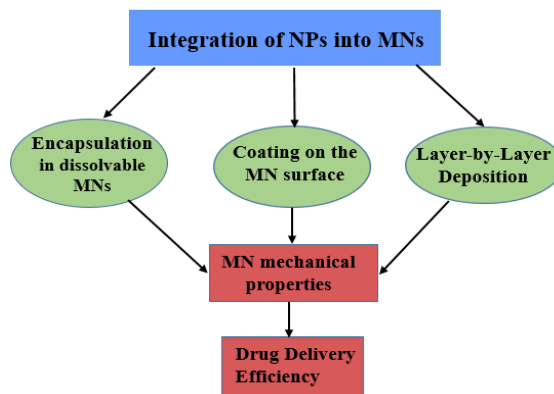 Integration of NPs into MNs
Encapsulation
in dissolvable
MNs
Coating on the
MN surface
Layer-by-Layer
Deposition
MN mechanical
properties
Drug Delivery
Efficiency